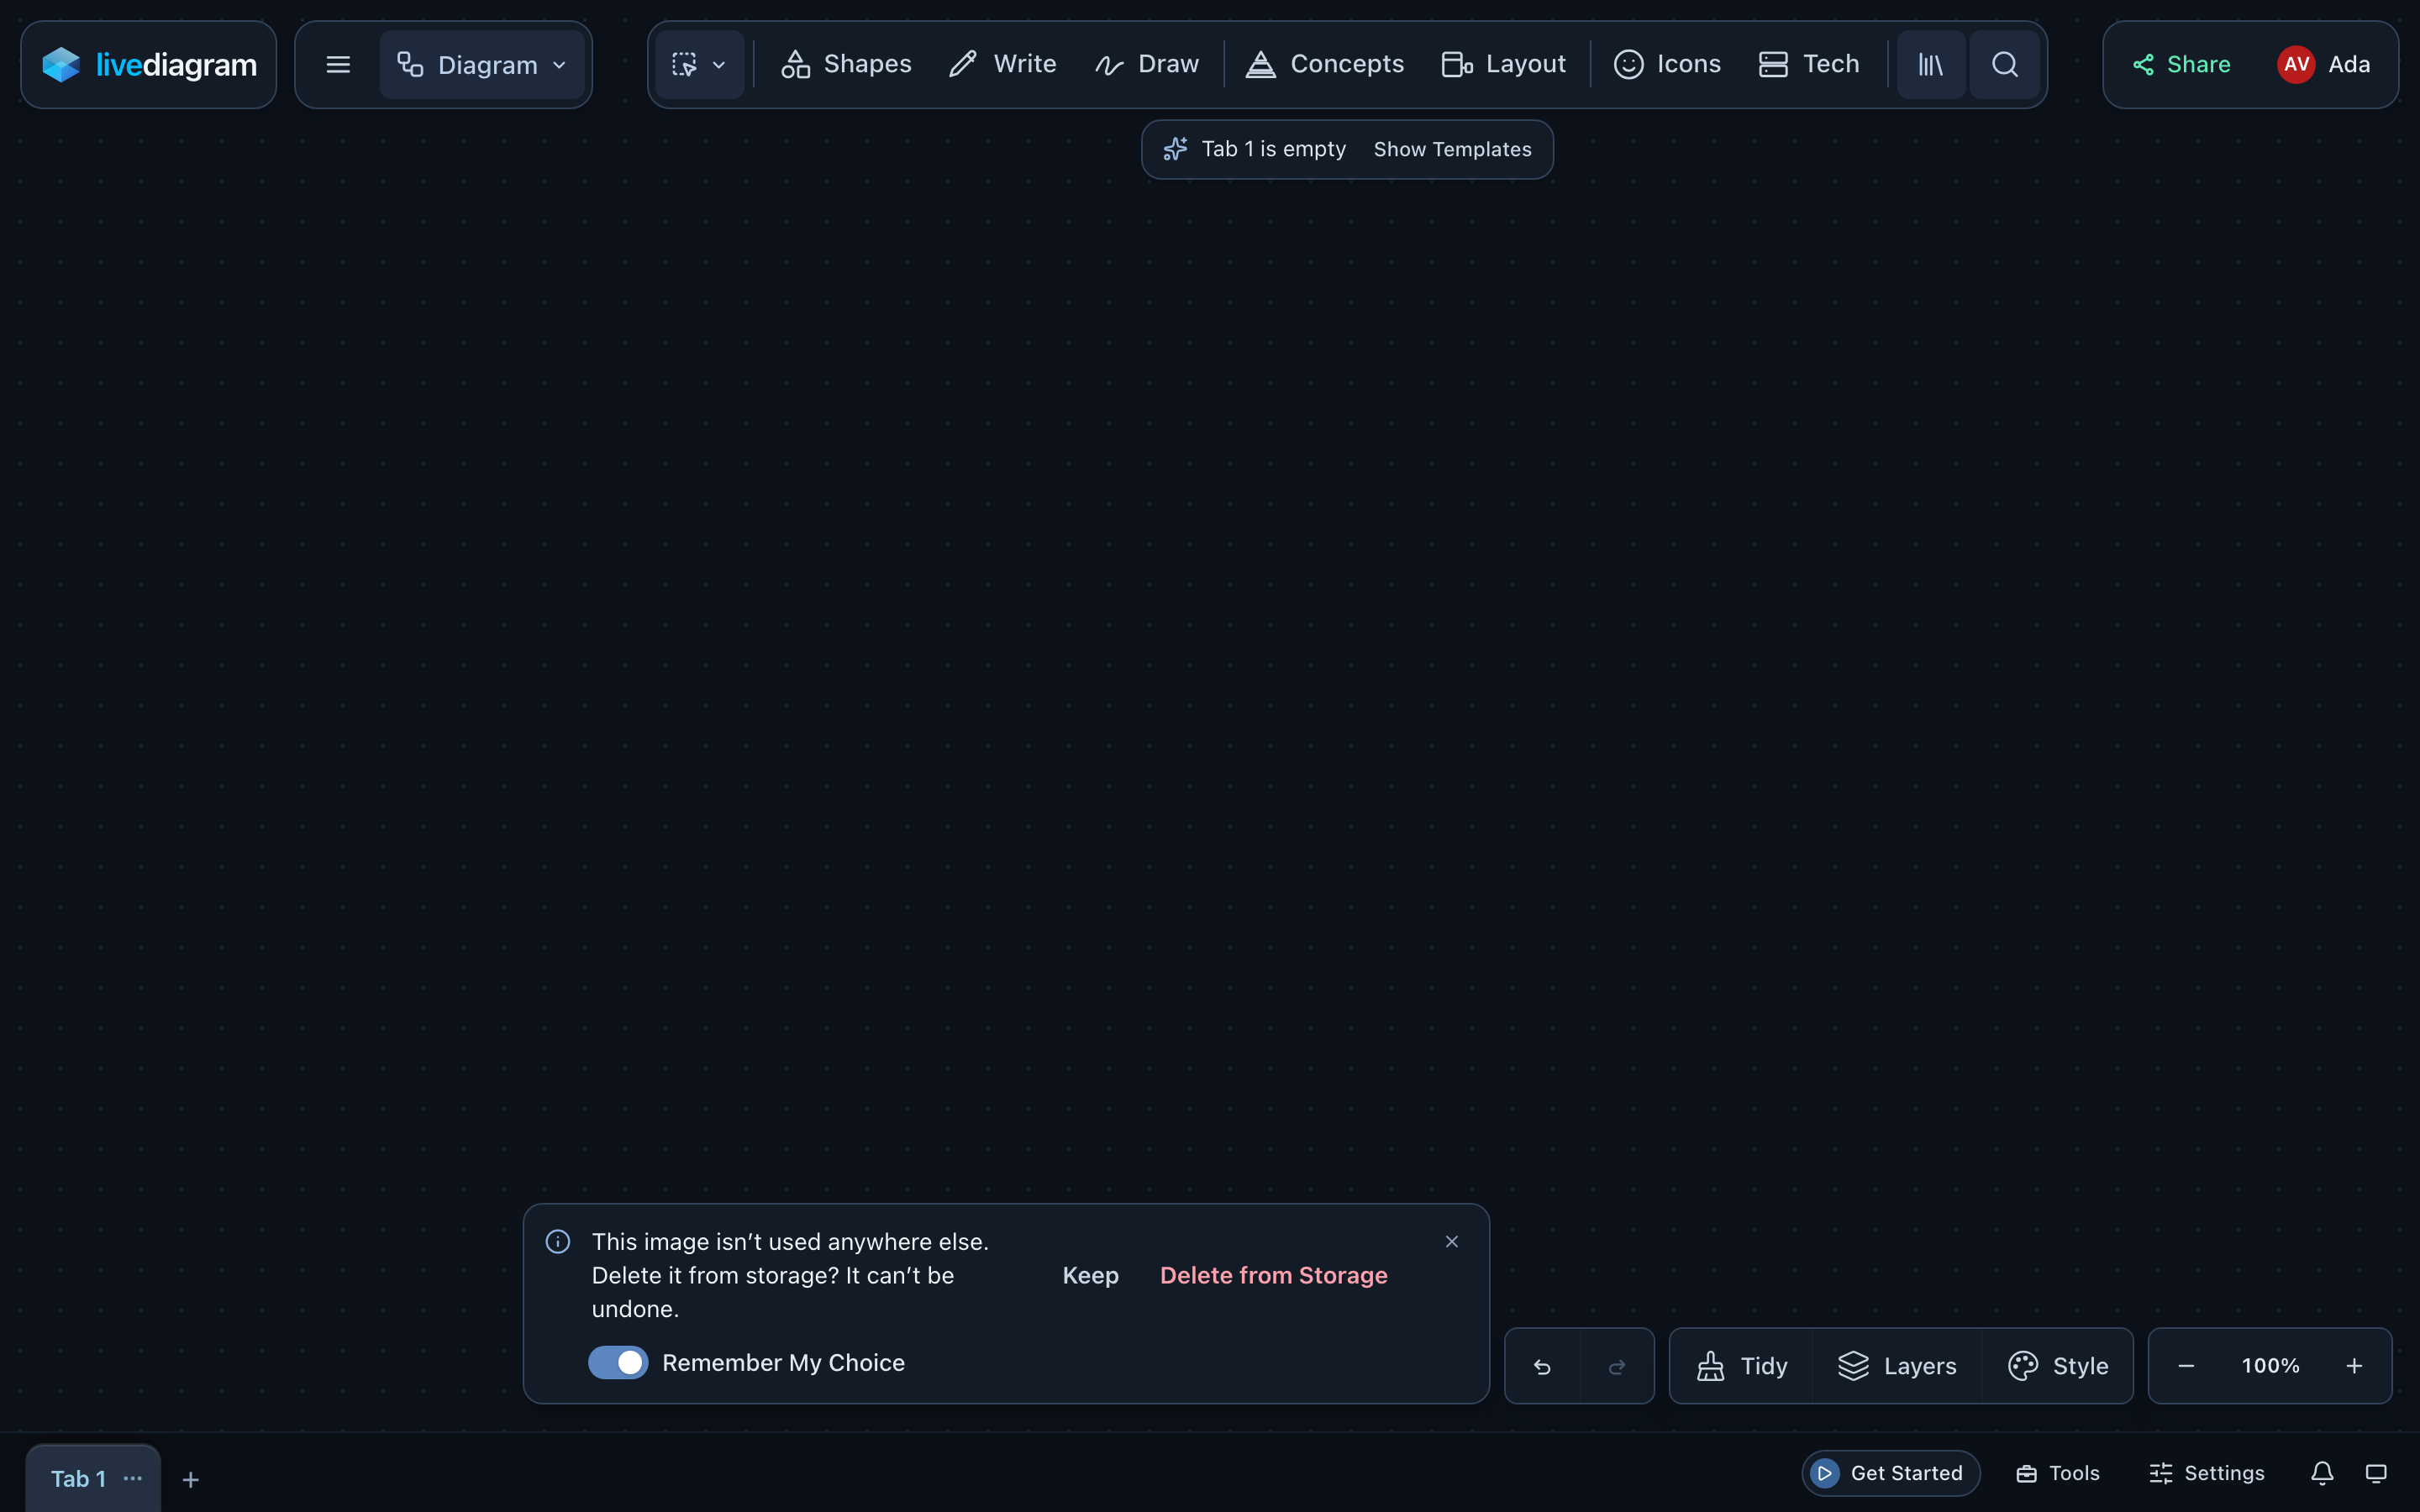 livediagram
Diagram
Shapes
Write
Draw
Concepts
Layout
Icons
Tech
Share
AV
Ada
Tab 1 is empty
Show Templates
This image isn’t used anywhere else.
Delete it from storage? It can’t be
undone.
Keep
Delete from Storage
Remember My Choice
Tidy
Layers
Style
100%
Tab 1
Get Started
Tools
Settings